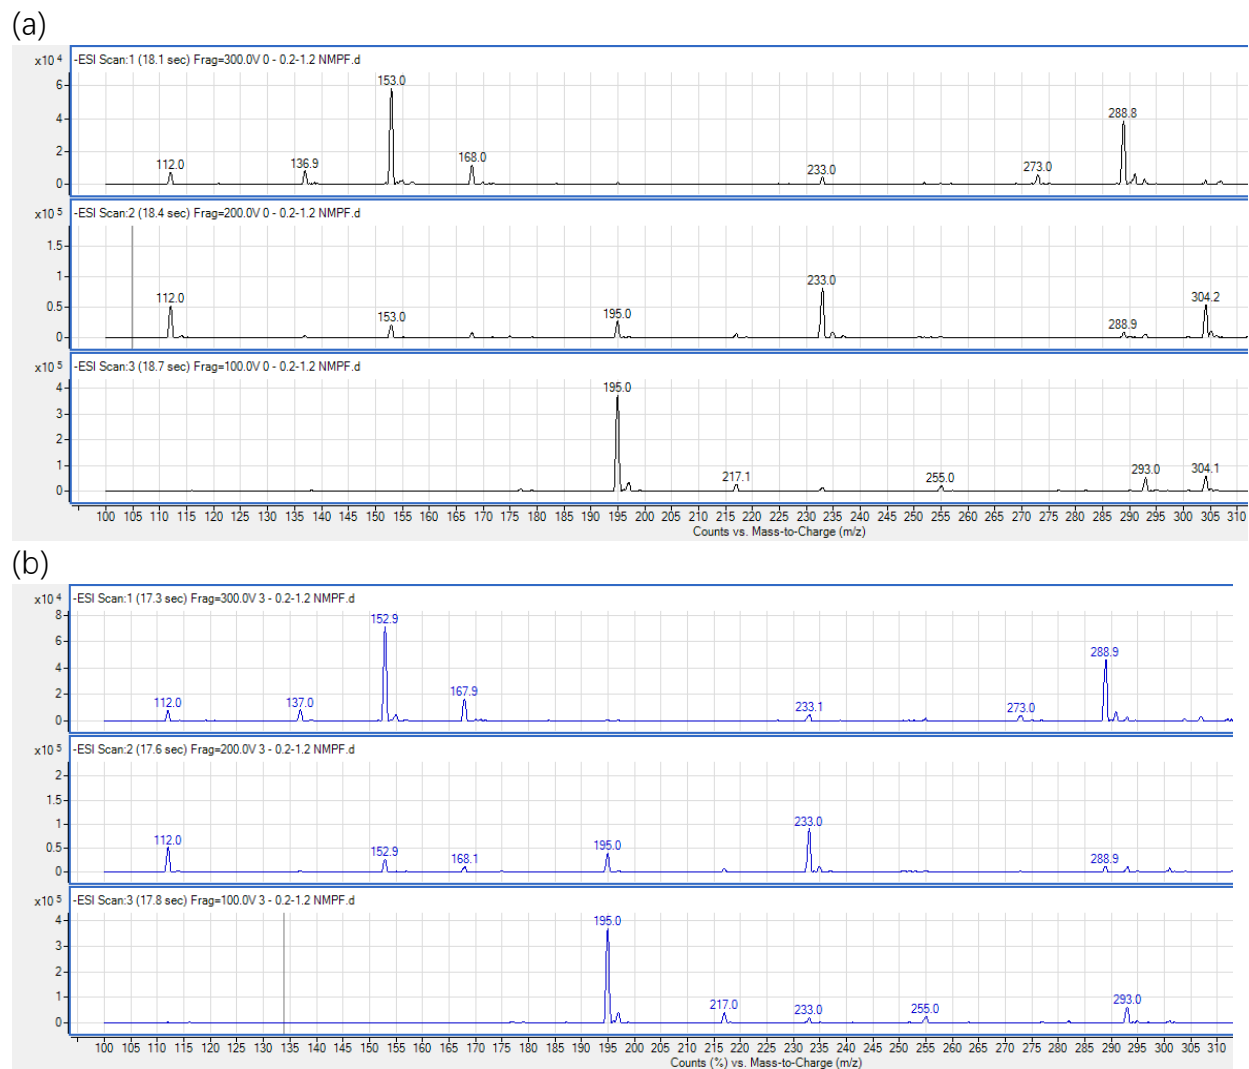 (a)
x10 4 -ESI Scan:1 (18.1 sec) Frag=300.0V 0 - 0.2-1.2 NMPF.d
153.0
6
288.8
4
2
112.0 136.9 168.0 233.0 273.0
0
x10 5 -ESI Scan:2 (18.4 sec) Frag=200.0V 0 - 0.2-1.2 NMPF.d
1.5
1
233.0
0.5 112.0 153.0 195.0 288.9 304.2
0
x10 5 -ESI Scan:3 (18.7 sec) Frag=100.0V 0 - 0.2-1.2 NMPF.d
195.0
4
3
2
1 217.1 255.0 293.0 304.1
0
100 105 110 115 120 125 130 135 140 145 150 155 160 165 170 175 180 185 190 195 200 205 210 215 220 225 230 235 240 245 250 255 260 265 270 275 280 285 290 295 300 305 31
Counts vs. Mass-to-Charge (m/z)
(b)
x10 4 -ESI Scan:1 (17.3 sec) Frag=300.0V 3 - 0.2-1.2 NMPF.d
8 152.9
6
288.9
4
2 112.0 137.0 167.9 233.1 273.0
0
x10 5 -ESI Scan:2 (17.6 sec) Frag=200.0V 3 - 0.2-1.2 NMPF.d
2
1.5
1 233.0
0.5 112.0 152.9 168.1 195.0 288.9
0
x10 5 -ESI Scan:3 (17.8 sec) Frag=100.0V 3 - 0.2-1.2 NMPF.d
4 195.0
3
2
1 217.0 233.0 255.0 293.0
0
100 105 110 115 120 125 130 135 140 145 150 155 160 165 170 175 180 185 190 195 200 205 210 215 220 225 230 235 240 245 250 255 260 265 270 275 280 285 290 295 300 305 310
Counts (%) vs. Mass-to-Charge (m/z)